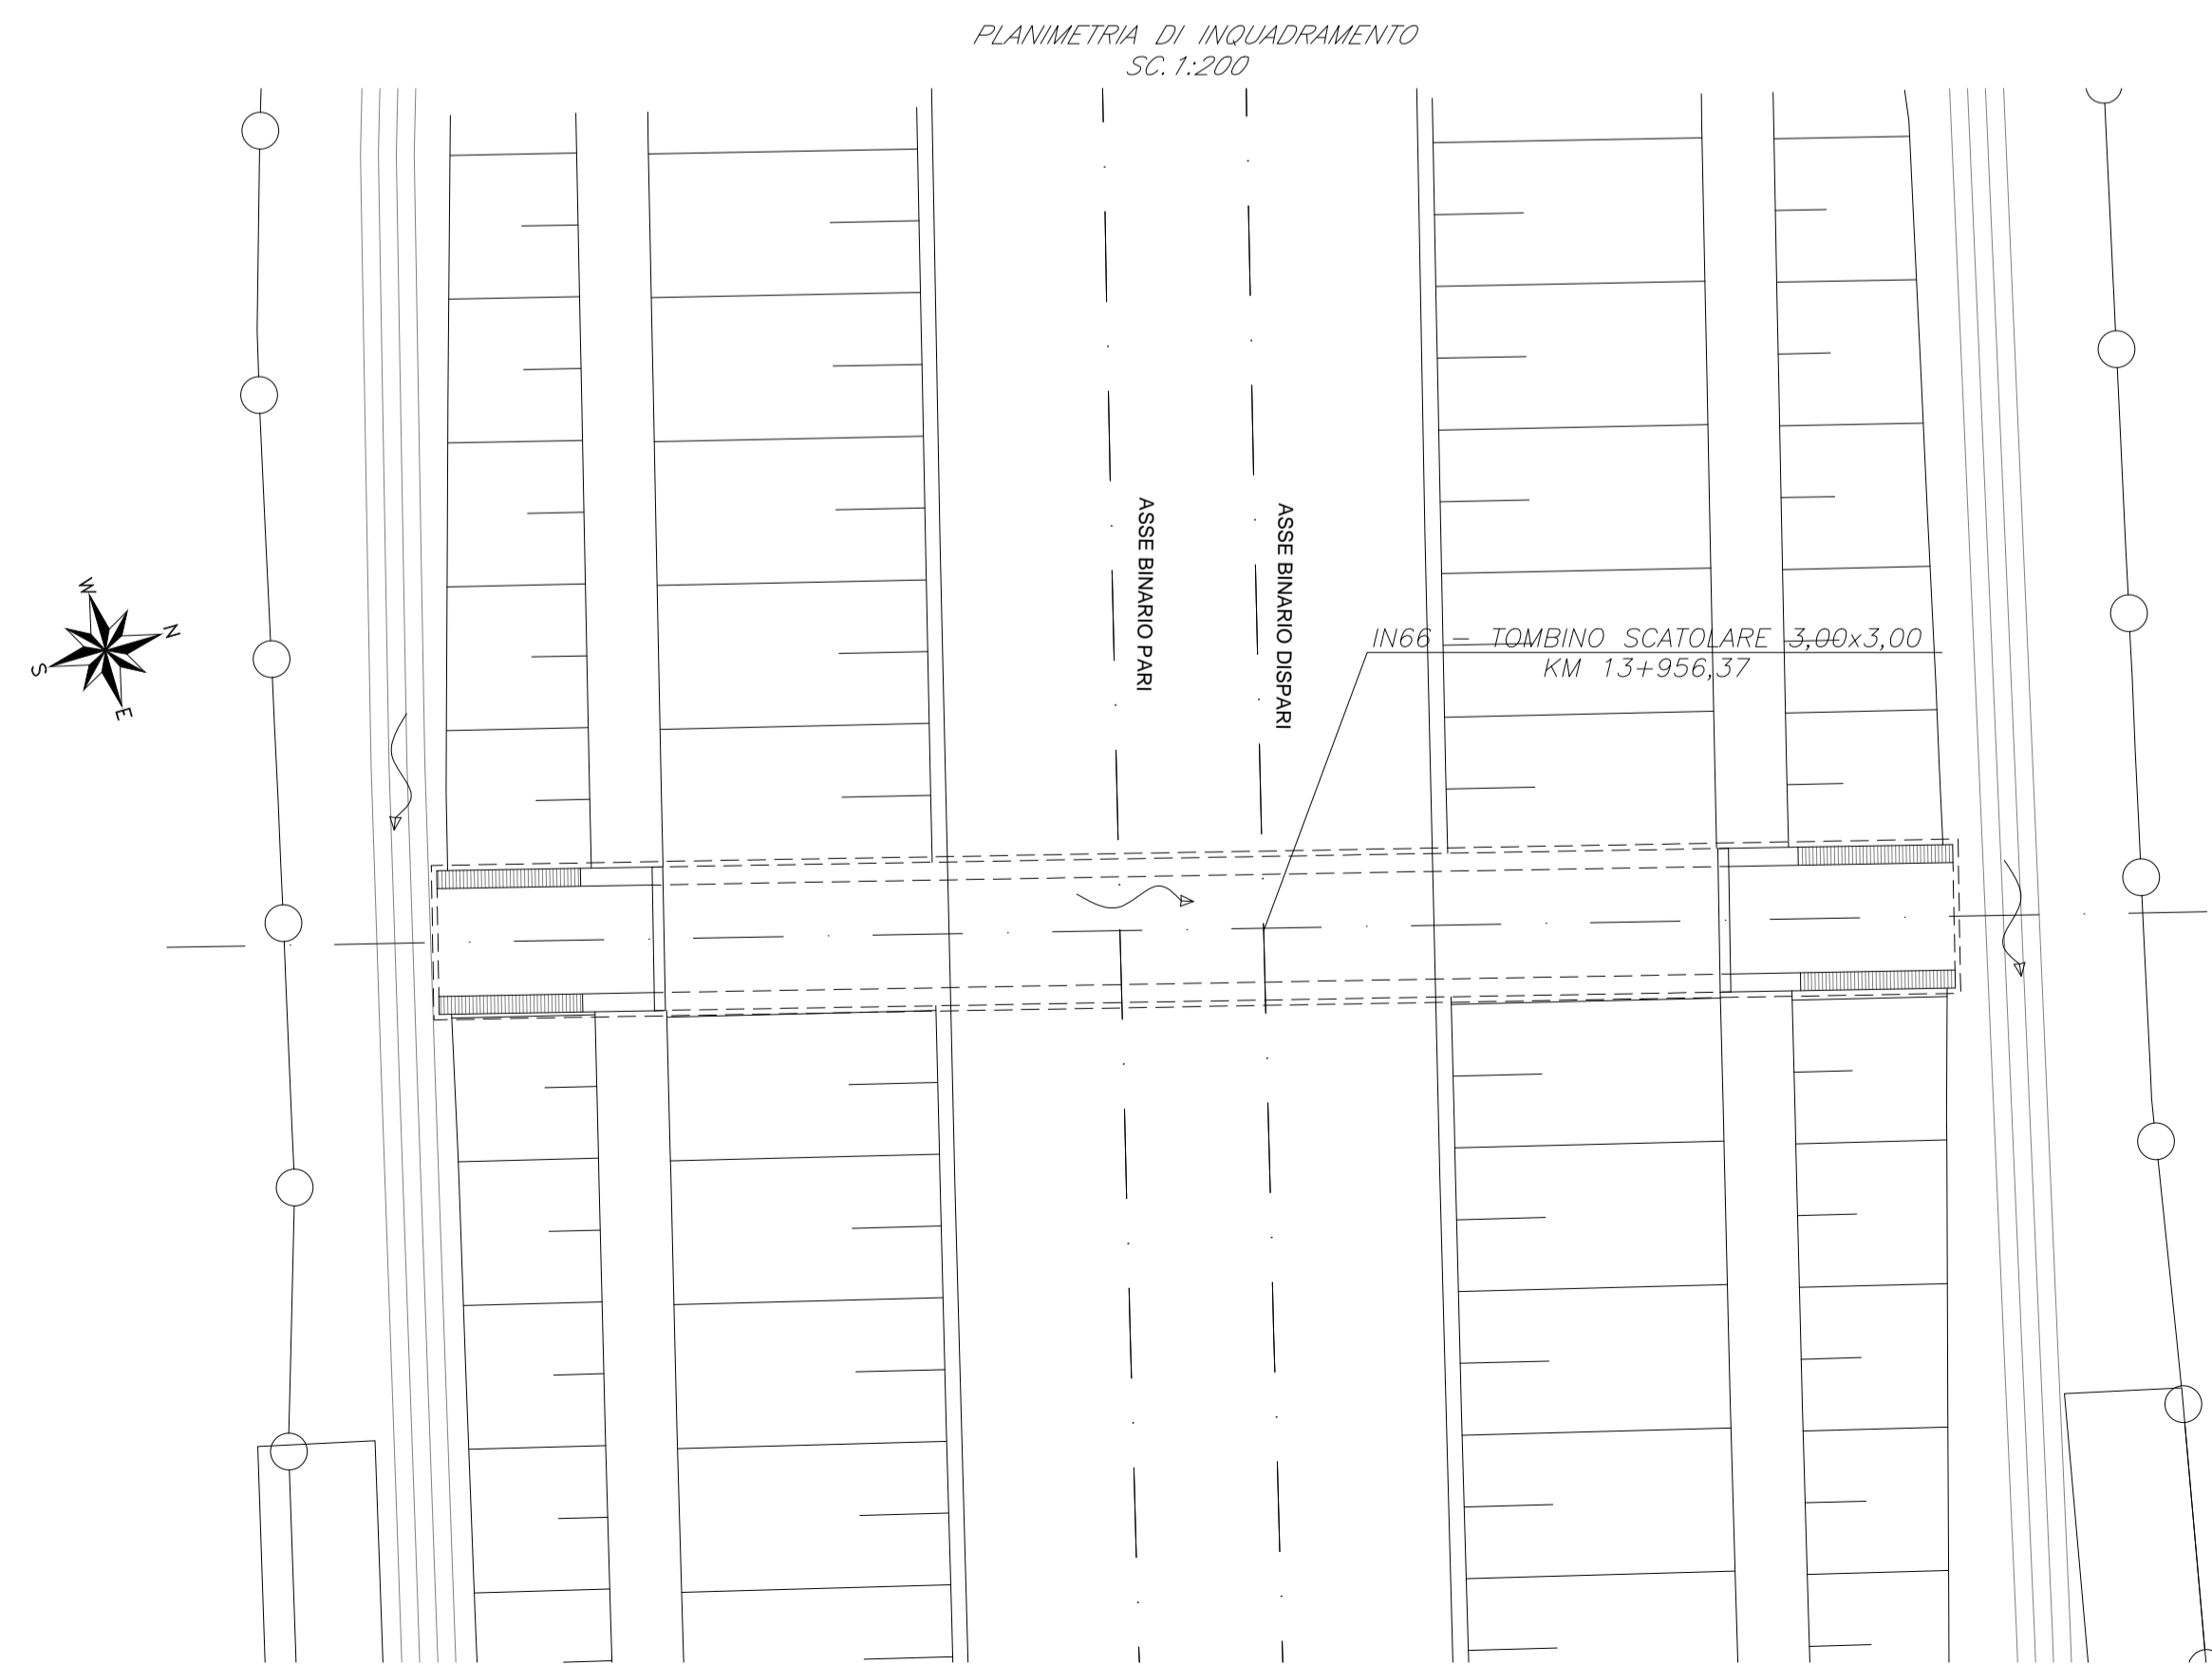 PLANIMETRIA DI INQUADRAMENTO
SC.1:200
ASSE BINARIO PARI
ASSE BINARIO DISPARI
IN66 – TOMBINO SCATOLARE 3,00x3,00
KM 13+956,37
W
N
S
E